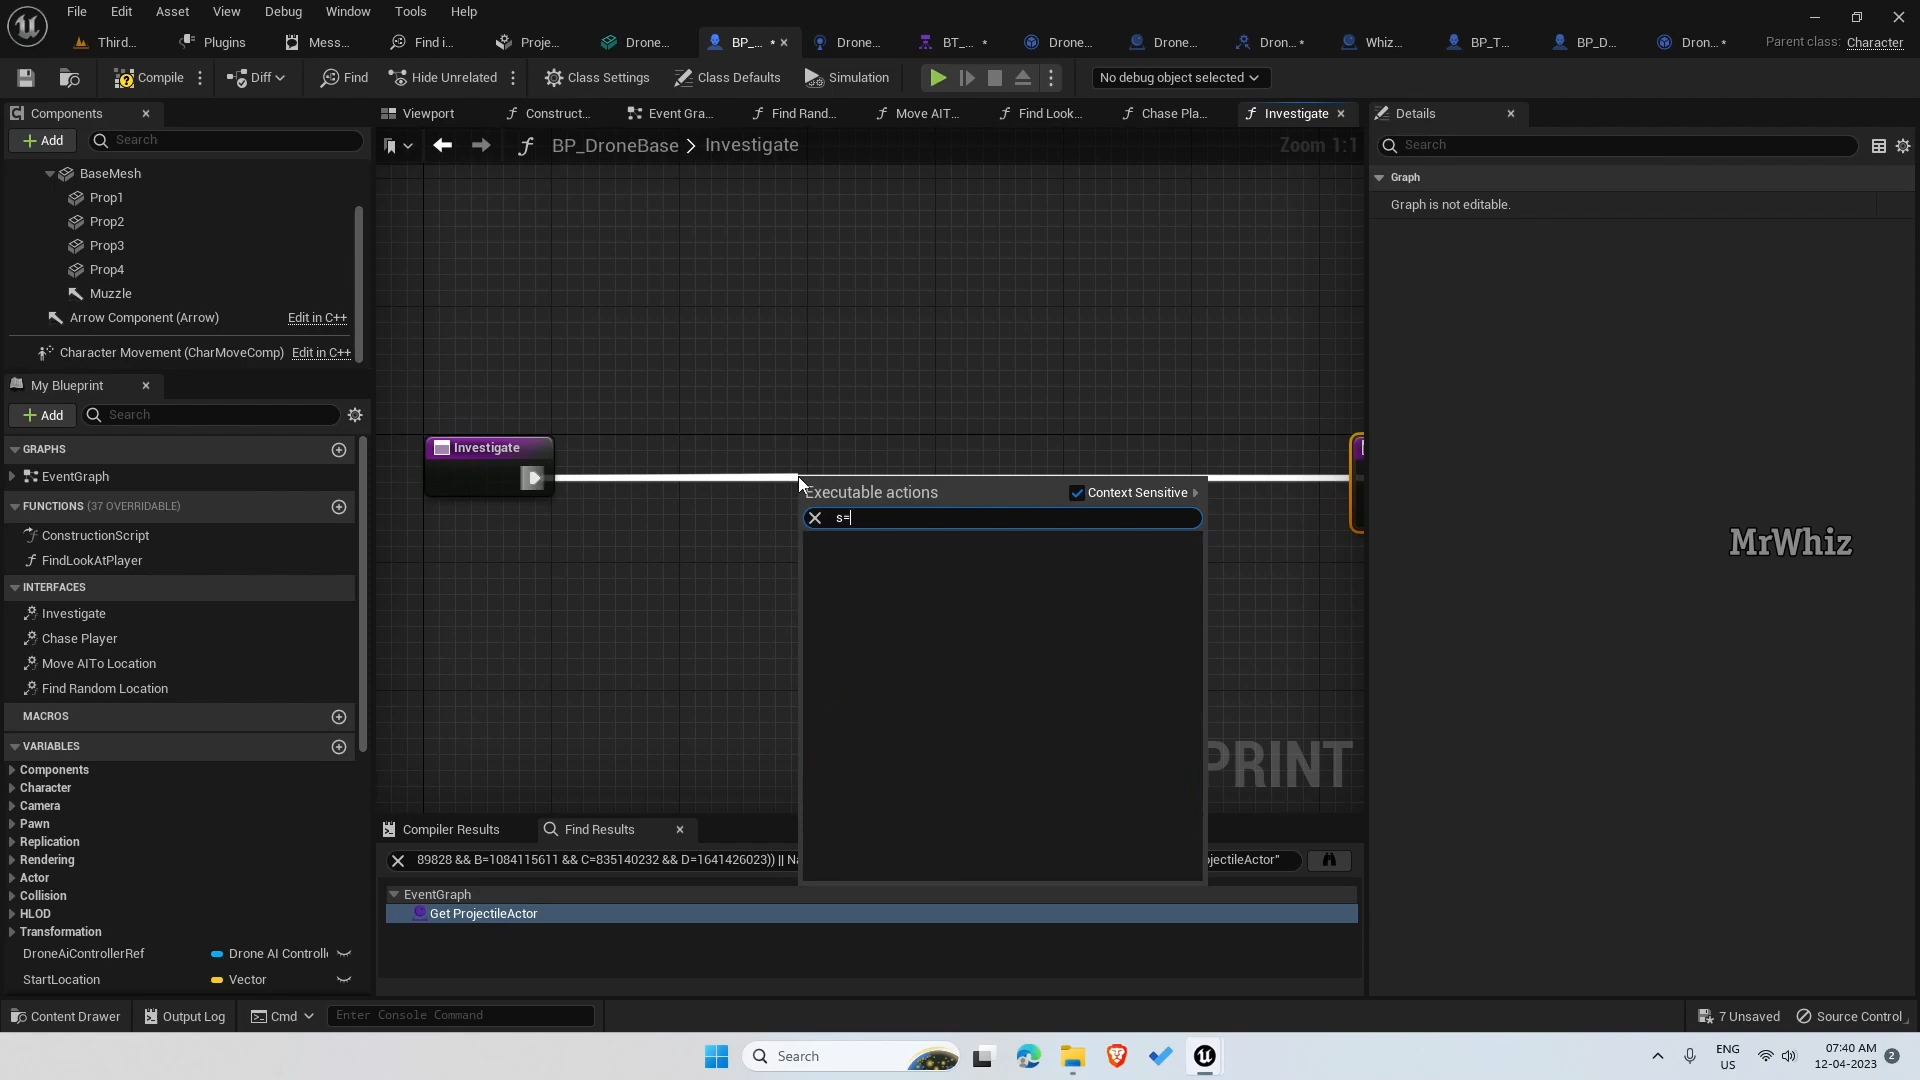 File Edit Asset View Debug Window Tools Help
Third... Plugins Mess... Find i... Proje... Drone... BP_... * Drone... BT_... * Drone... Drone... Dron... * Whiz... BP_T... BP_D... Dron... * Parent class: Character
Compile Diff Find Hide Unrelated Class Settings Class Defaults Simulation No debug object selected
Components
Add Search
BaseMesh
Prop1
Prop2
Prop3
Prop4
Muzzle
Arrow Component (Arrow) Edit in C++
Character Movement (CharMoveComp) Edit in C++
My Blueprint
Add Search
GRAPHS
EventGraph
FUNCTIONS (37 OVERRIDABLE)
ConstructionScript
FindLookAtPlayer
INTERFACES
Investigate
Chase Player
Move AITo Location
Find Random Location
MACROS
VARIABLES
Components
Character
Camera
Pawn
Replication
Rendering
Actor
Collision
HLOD
Transformation
DroneAiControllerRef Drone AI Controlle
StartLocation Vector
Viewport Construct... Event Gra... Find Rand... Move AIT... Find Look... Chase Pla... Investigate
BP_DroneBase > Investigate Zoom 1:1
Investigate
Executable actions Context Sensitive
s=
PRINT
Compiler Results Find Results
89828 && B=1084115611 && C=835140232 && D=1641426023)) || Na
ojectileActor"
EventGraph
Get ProjectileActor
Details
Search
Graph
Graph is not editable.
MrWhiz
Content Drawer Output Log Cmd Enter Console Command 7 Unsaved Source Control
Search
ENG
US
07:40 AM
12-04-2023
2